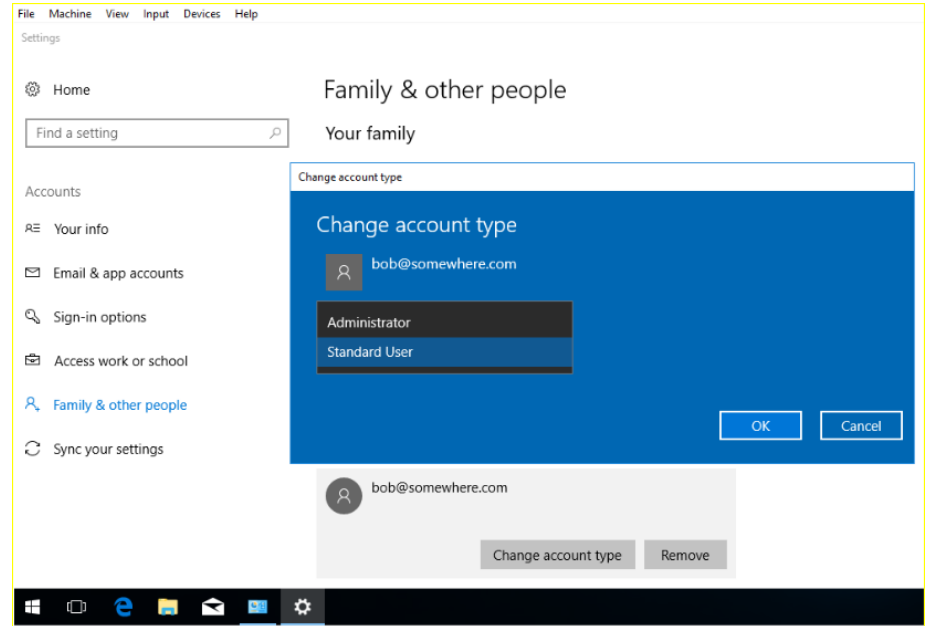 File Machine View Input Devices Help
Settings
Home
Find a setting
Accounts
Your info
Email & app accounts
Sign-in options
Access work or school
Family & other people
Sync your settings
Family & other people
Your family
Change account type
Change account type
bob@somewhere.com
Administrator
Standard User
OK Cancel
bob@somewhere.com
Change account type Remove